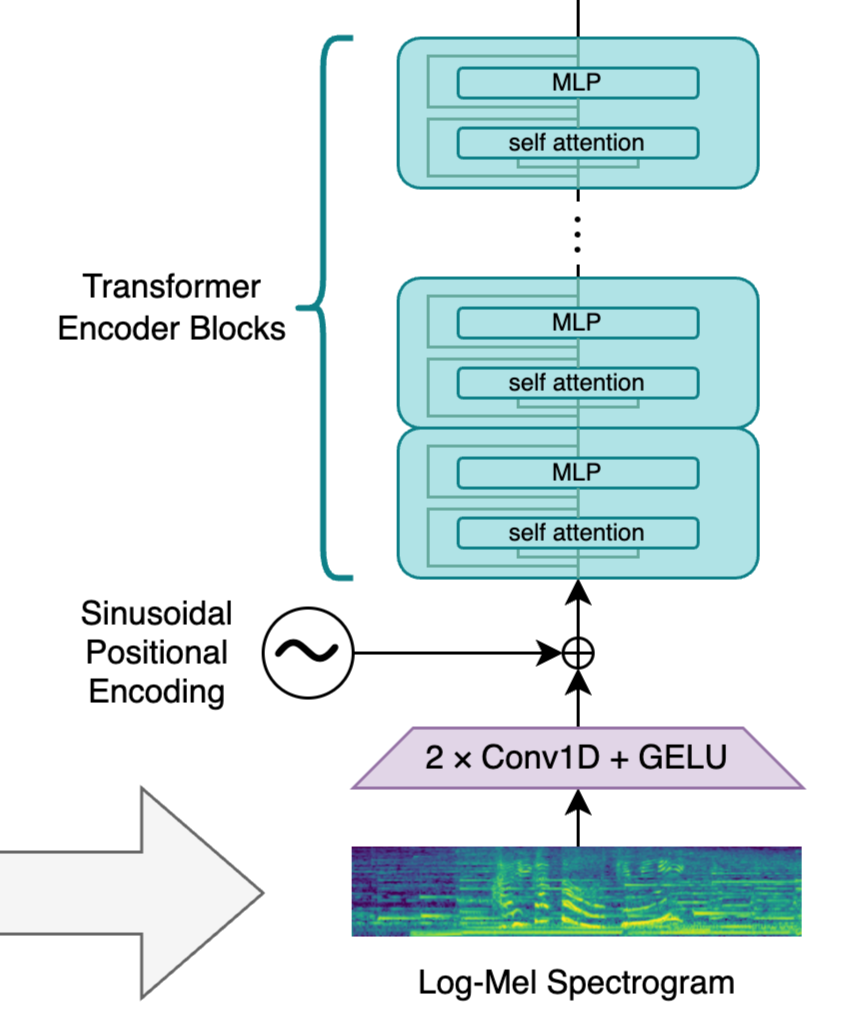 MLP
self attention
Transformer
Encoder Blocks
MLP
self attention
MLP
self attention
Sinusoidal
Positional
Encoding
2 × Conv1D + GELU
Log-Mel Spectrogram